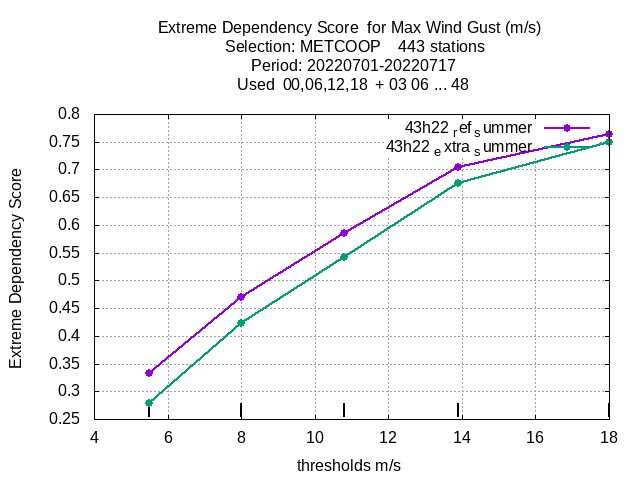 Extreme Dependency Score for Max Wind Gust (m/s)
Selection: METCOOP 443 stations
Period: 20220701-20220717
Used 00,06,12,18 + 03 06 ... 48
0.8
0.75
0.7
0.65
0.6
0.55
0.5
0.45
0.4
0.35
0.3
0.25
Extreme Dependency Score
43h22 ref summer
43h22 extra summer
4 6 8 10 12 14 16 18
thresholds m/s